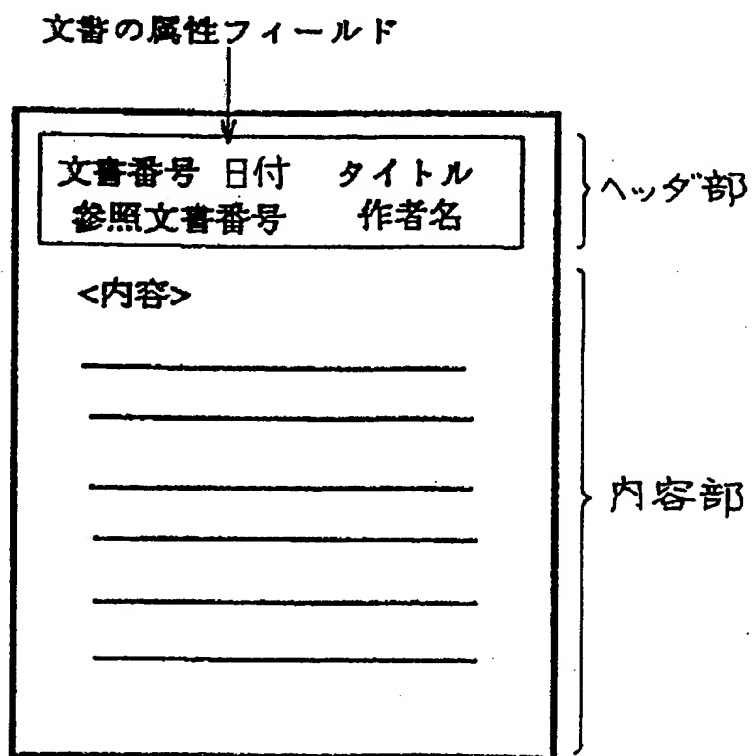 文書の属性フィールド
文書番号 日付 タイトル
参照文書番号 作者名
ヘッダ部
<内容>
内容部